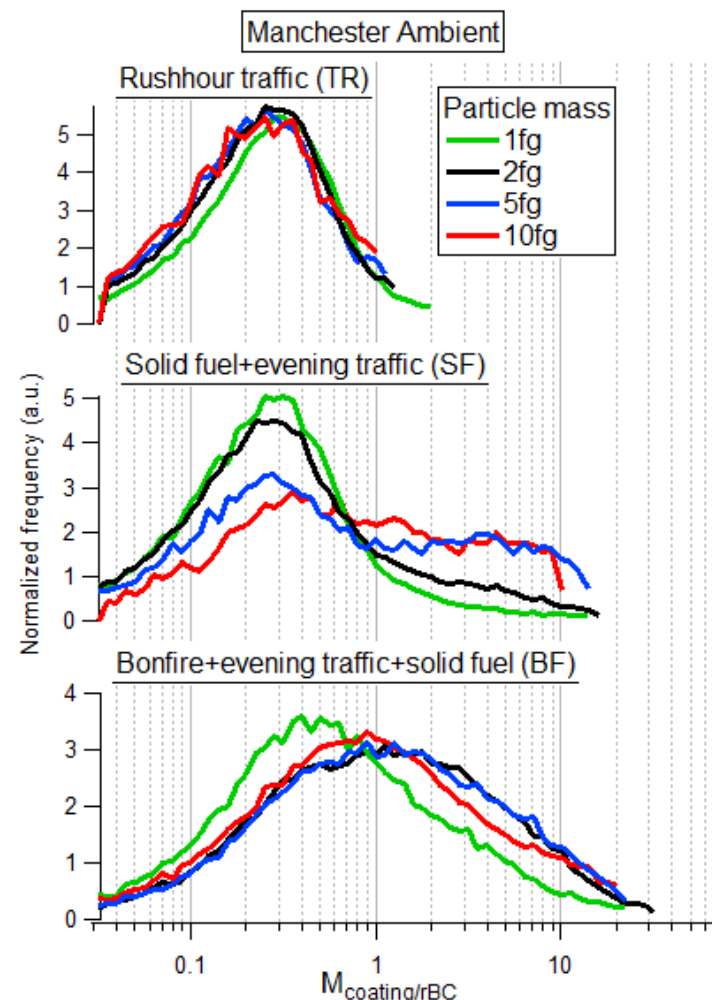 Manchester Ambient
Rushhour traffic (TR)
Particle mass
1fg
2fg
5fg
10fg
5
4
3
2
1
0
Solid fuel+evening traffic (SF)
5
4
3
2
1
0
Normalized frequency (a.u.)
Bonfire+evening traffic+solid fuel (BF)
4
3
2
1
0
0.1 1 10
Mcoating/rBC